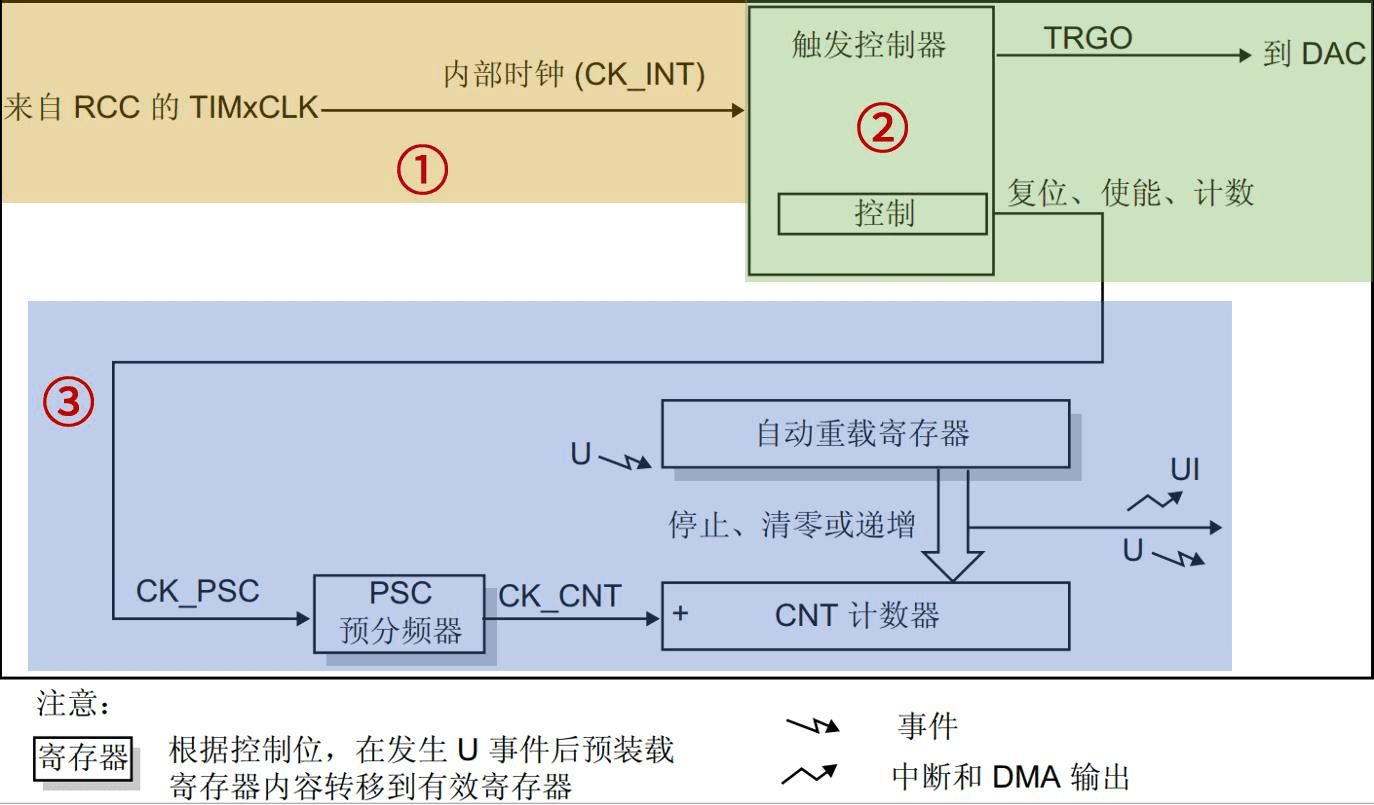 触发控制器
TRGO
到 DAC
内部时钟 (CK_INT)
来自 RCC 的 TIMxCLK
①
②
控制
复位、使能、计数
③
自动重载寄存器
U
UI
停止、清零或递增
U
CK_PSC
PSC
预分频器
CK_CNT
+
CNT 计数器
注意：
寄存器
根据控制位，在发生 U 事件后预装载
寄存器内容转移到有效寄存器
事件
中断和 DMA 输出